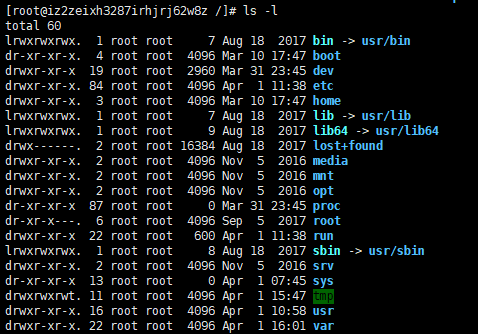 [root@iz2zeixh3287irhjrj62w8z /]# ls -l
total 60
lrwxrwxrwx.  1 root root     7 Aug 18  2017 bin -> usr/bin
dr-xr-xr-x.  4 root root  4096 Mar 10 17:47 boot
drwxr-xr-x  19 root root  2960 Mar 31 23:45 dev
drwxr-xr-x. 84 root root  4096 Apr  1 11:38 etc
drwxr-xr-x.  3 root root  4096 Mar 10 17:47 home
lrwxrwxrwx.  1 root root     7 Aug 18  2017 lib -> usr/lib
lrwxrwxrwx.  1 root root     9 Aug 18  2017 lib64 -> usr/lib64
drwx------.  2 root root 16384 Aug 18  2017 lost+found
drwxr-xr-x.  2 root root  4096 Nov  5  2016 media
drwxr-xr-x.  2 root root  4096 Nov  5  2016 mnt
drwxr-xr-x.  2 root root  4096 Nov  5  2016 opt
dr-xr-xr-x  87 root root     0 Mar 31 23:45 proc
dr-xr-x---.  6 root root  4096 Sep  5  2017 root
drwxr-xr-x  22 root root   600 Apr  1 11:38 run
lrwxrwxrwx.  1 root root     8 Aug 18  2017 sbin -> usr/sbin
drwxr-xr-x.  2 root root  4096 Nov  5  2016 srv
dr-xr-xr-x  13 root root     0 Apr  1 07:45 sys
drwxrwxrwt. 11 root root  4096 Apr  1 15:47 tmp
drwxr-xr-x. 16 root root  4096 Apr  1 10:58 usr
drwxr-xr-x. 22 root root  4096 Apr  1 16:01 var